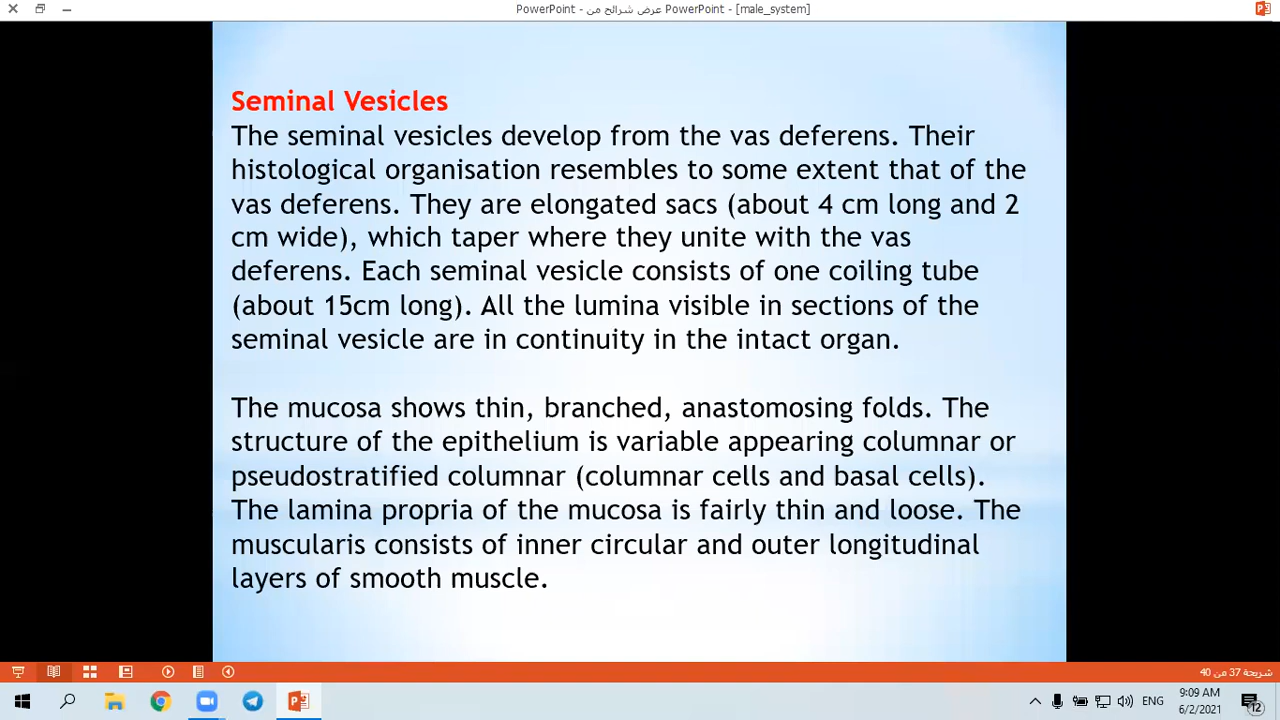 PowerPoint - عرض شرائح من PowerPoint - [male_system]
Seminal Vesicles
The seminal vesicles develop from the vas deferens. Their
histological organisation resembles to some extent that of the
vas deferens. They are elongated sacs (about 4 cm long and 2
cm wide), which taper where they unite with the vas
deferens. Each seminal vesicle consists of one coiling tube
(about 15cm long). All the lumina visible in sections of the
seminal vesicle are in continuity in the intact organ.
The mucosa shows thin, branched, anastomosing folds. The
structure of the epithelium is variable appearing columnar or
pseudostratified columnar (columnar cells and basal cells).
The lamina propria of the mucosa is fairly thin and loose. The
muscularis consists of inner circular and outer longitudinal
layers of smooth muscle.
شريحة 37 من 40
ENG
9:09 AM
6/2/2021
12